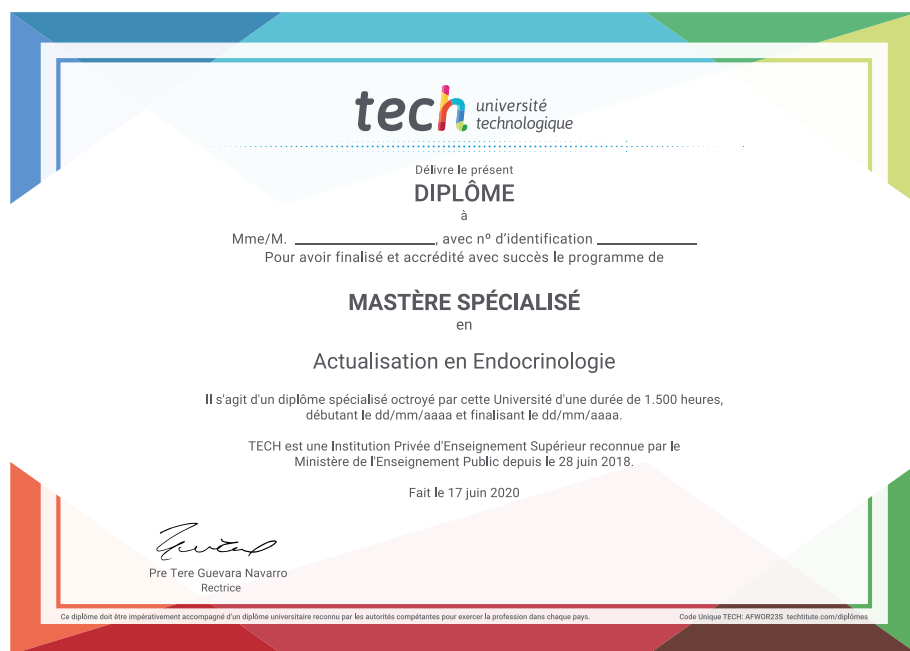 tech université
technologique
Délivre le présent
DIPLÔME
à
Mme/M. ____________________, avec nº d'identification ______________
Pour avoir finalisé et accrédité avec succès le programme de
MASTÈRE SPÉCIALISÉ
en
Actualisation en Endocrinologie
Il s'agit d'un diplôme spécialisé octroyé par cette Université d'une durée de 1.500 heures,
débutant le dd/mm/aaaa et finalisant le dd/mm/aaaa.
TECH est une Institution Privée d'Enseignement Supérieur reconnue par le
Ministère de l'Enseignement Public depuis le 28 juin 2018.
Fait le 17 juin 2020
Pre Tere Guevara Navarro
Rectrice
Ce diplôme doit être impérativement accompagné d'un diplôme universitaire reconnu par les autorités compétantes pour exercer la profession dans chaque pays. Code Unique TECH: AFWOR23S techtitute.com/diplômes